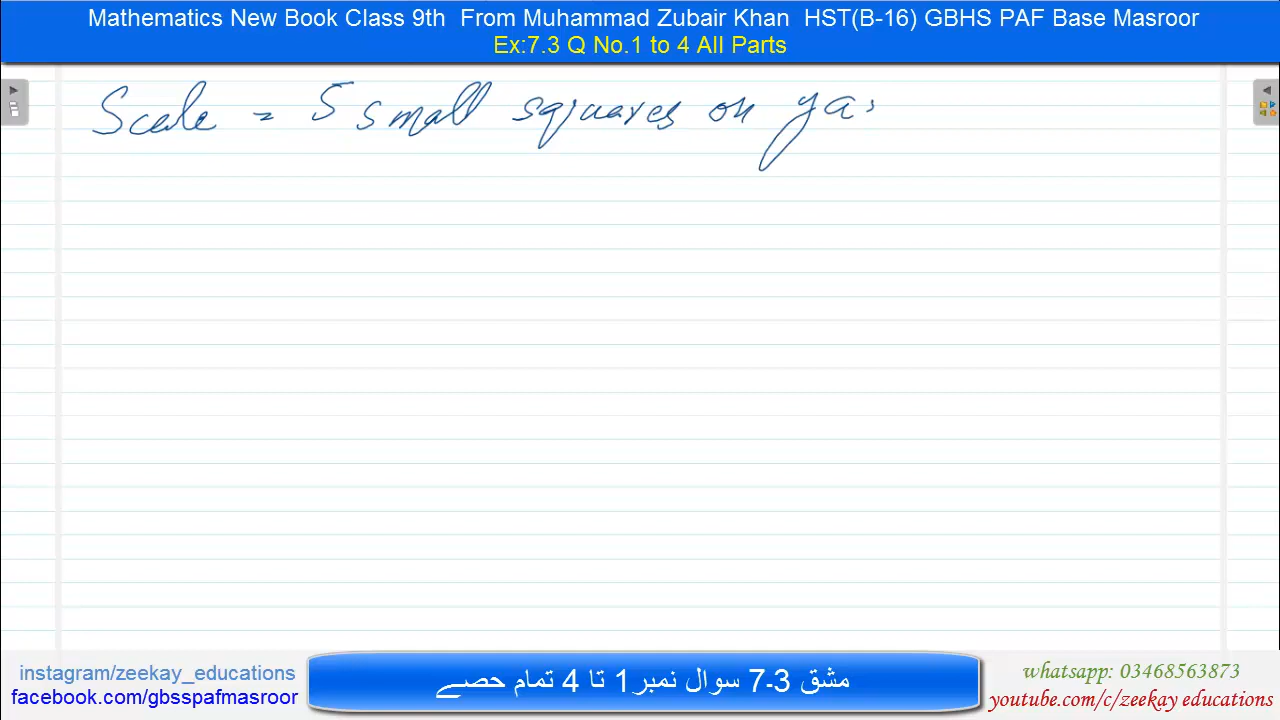 Mathematics New Book Class 9th From Muhammad Zubair Khan HST(B-16) GBHS PAF Base Masroor
Ex:7.3 Q No.1 to 4 All Parts
Scale = 5 small squares on y a
instagram/zeekay_educations
facebook.com/gbsspafmasroor
مشق 3-7 سوال نمبر1 تا 4 تمام حصے
whatsapp: 03468563873
youtube.com/c/zeekay educations